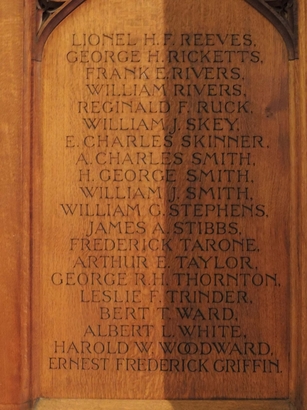 LIONEL H. F. REEVES,
GEORGE H. RICKETTS,
FRANK E. RIVERS,
WILLIAM RIVERS,
REGINALD F. RUCK,
WILLIAM J. SKEY,
E. CHARLES SKINNER,
A. CHARLES SMITH,
H. GEORGE SMITH,
WILLIAM J. SMITH,
WILLIAM G. STEPHENS,
JAMES A. STIBBS,
FREDERICK TARONE,
ARTHUR E. TAYLOR,
GEORGE R. H. THORNTON,
LESLIE F. TRINDER,
BERT T. WARD,
ALBERT L. WHITE,
HAROLD W. WOODWARD,
ERNEST FREDERICK GRIFFIN.